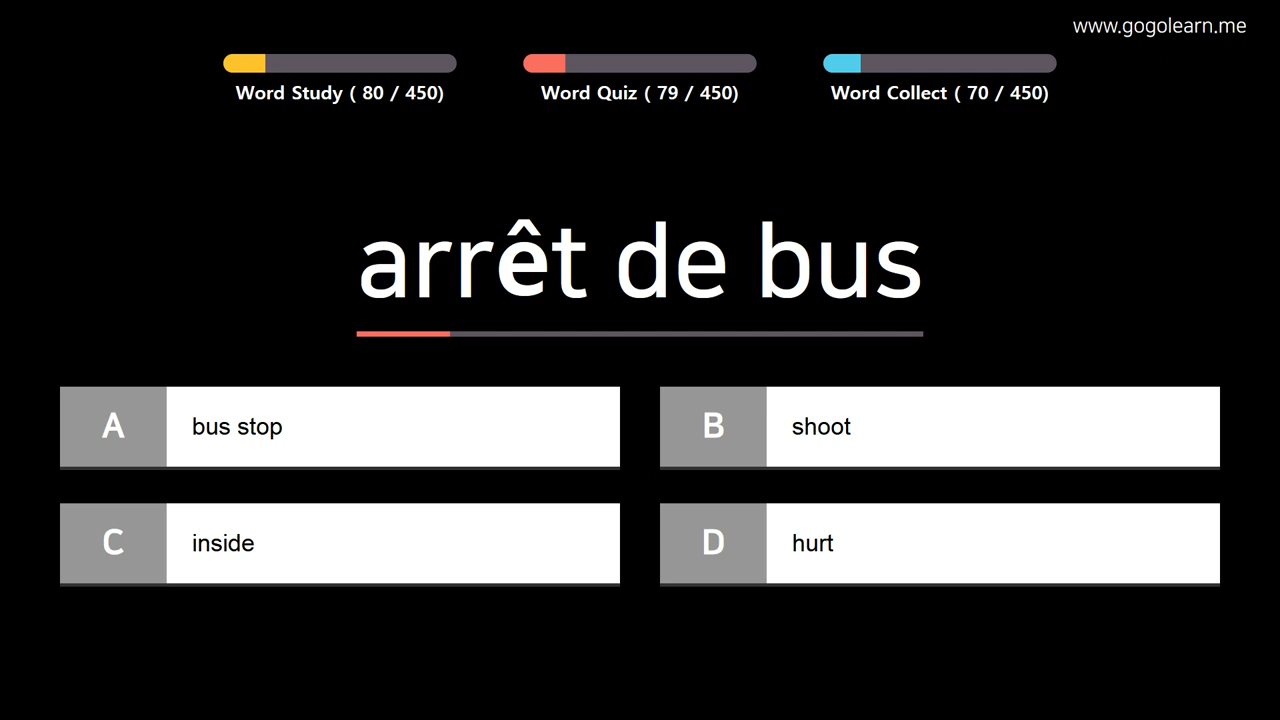 www.gogolearn.me
Word Study ( 80 / 450)
Word Quiz ( 79 / 450)
Word Collect ( 70 / 450)
arrêt de bus
A bus stop
B shoot
C inside
D hurt